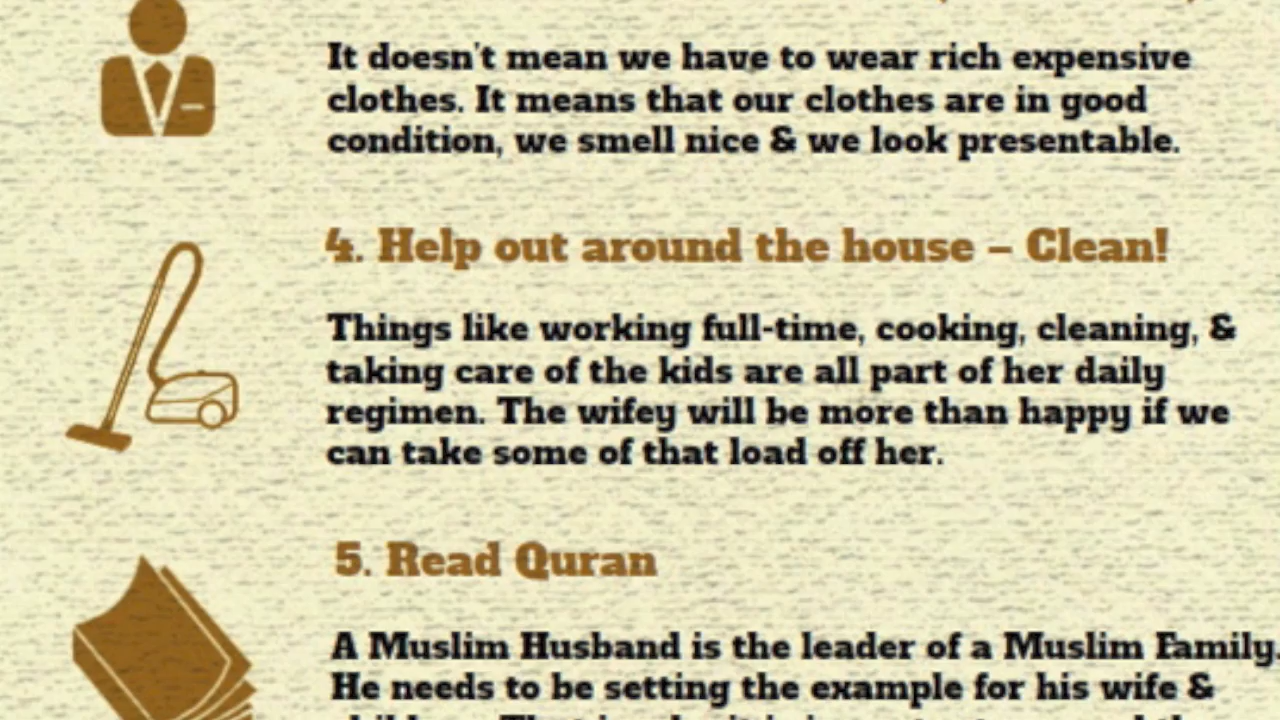 It doesn't mean we have to wear rich expensive
clothes. It means that our clothes are in good
condition, we smell nice & we look presentable.
4. Help out around the house – Clean!
Things like working full-time, cooking, cleaning, &
taking care of the kids are all part of her daily
regimen. The wifey will be more than happy if we
can take some of that load off her.
5. Read Quran
A Muslim Husband is the leader of a Muslim Family.
He needs to be setting the example for his wife &